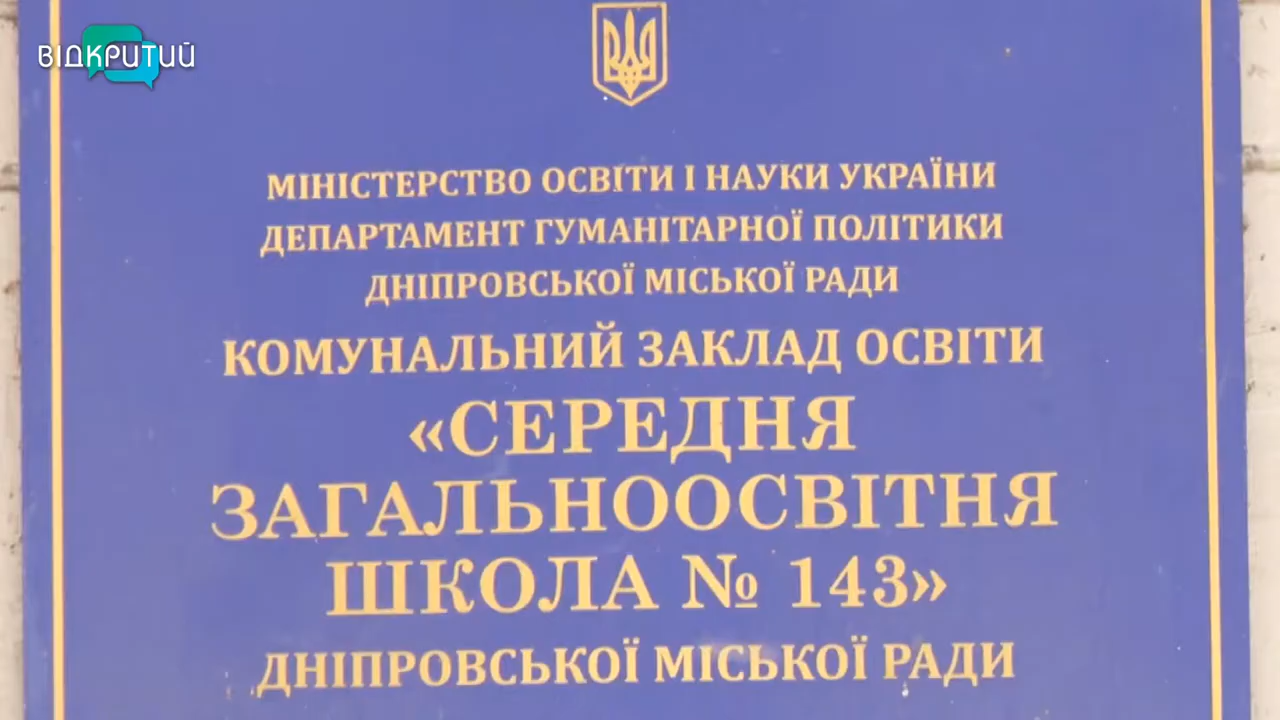 ВІДКРИТИЙ
МІНІСТЕРСТВО ОСВІТИ І НАУКИ УКРАЇНИ
ДЕПАРТАМЕНТ ГУМАНІТАРНОЇ ПОЛІТИКИ
ДНІПРОВСЬКОЇ МІСЬКОЇ РАДИ
КОМУНАЛЬНИЙ ЗАКЛАД ОСВІТИ
«СЕРЕДНЯ
ЗАГАЛЬНООСВІТНЯ
ШКОЛА № 143»
ДНІПРОВСЬКОЇ МІСЬКОЇ РАДИ